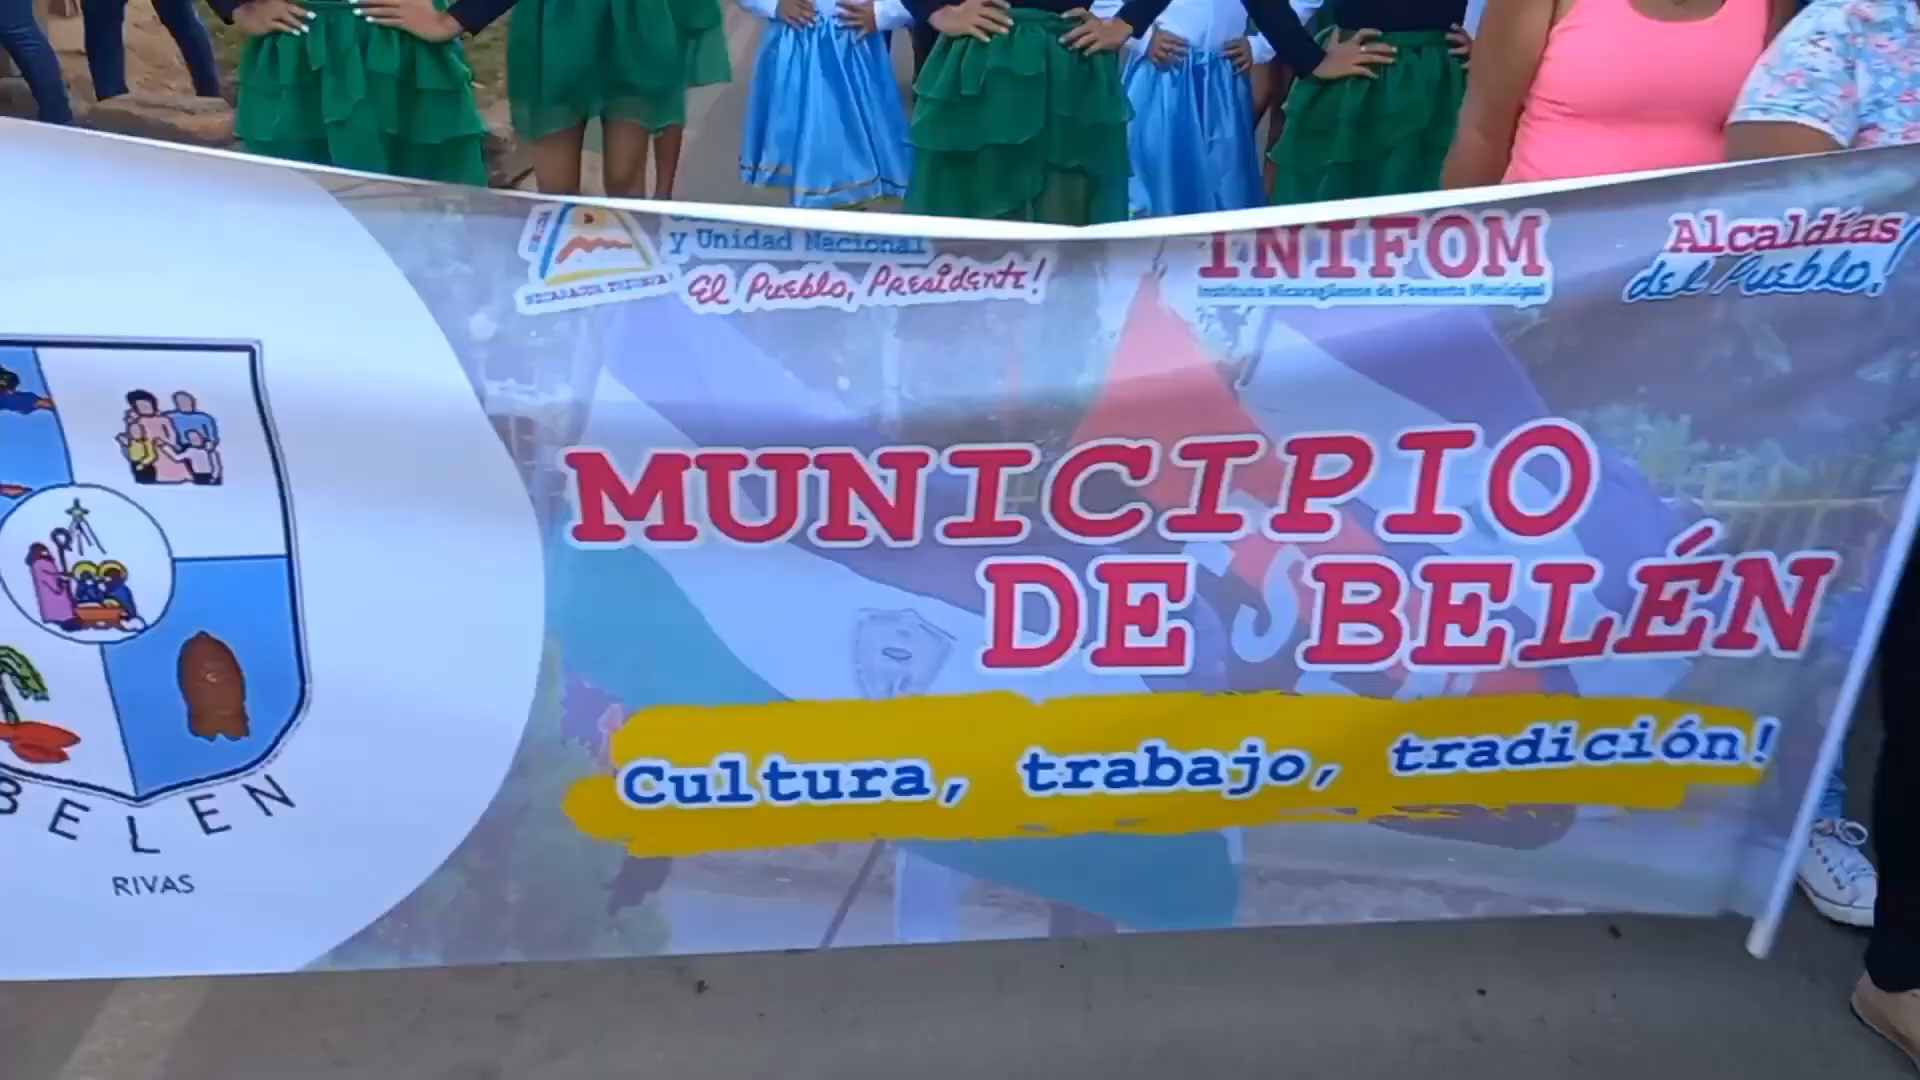 y Unidad Nacional
El Pueblo, Presidente!
INIFOM
Instituto Nicaragüense de Fomento Municipal
Alcaldías
del Pueblo!
MUNICIPIO
DE BELÉN
Cultura, trabajo, tradición!
BELEN
RIVAS